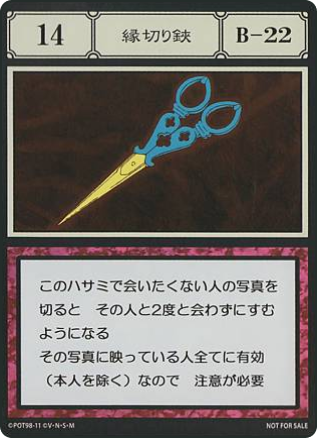 14
縁切り鋏
B-22
このハサミで会いたくない人の写真を
切ると　その人と2度と会わずにすむ
ようになる
その写真に映っている人全てに有効
（本人を除く）なので　注意が必要
©POT98-11 ©V・N・S・M
NOT FOR SALE